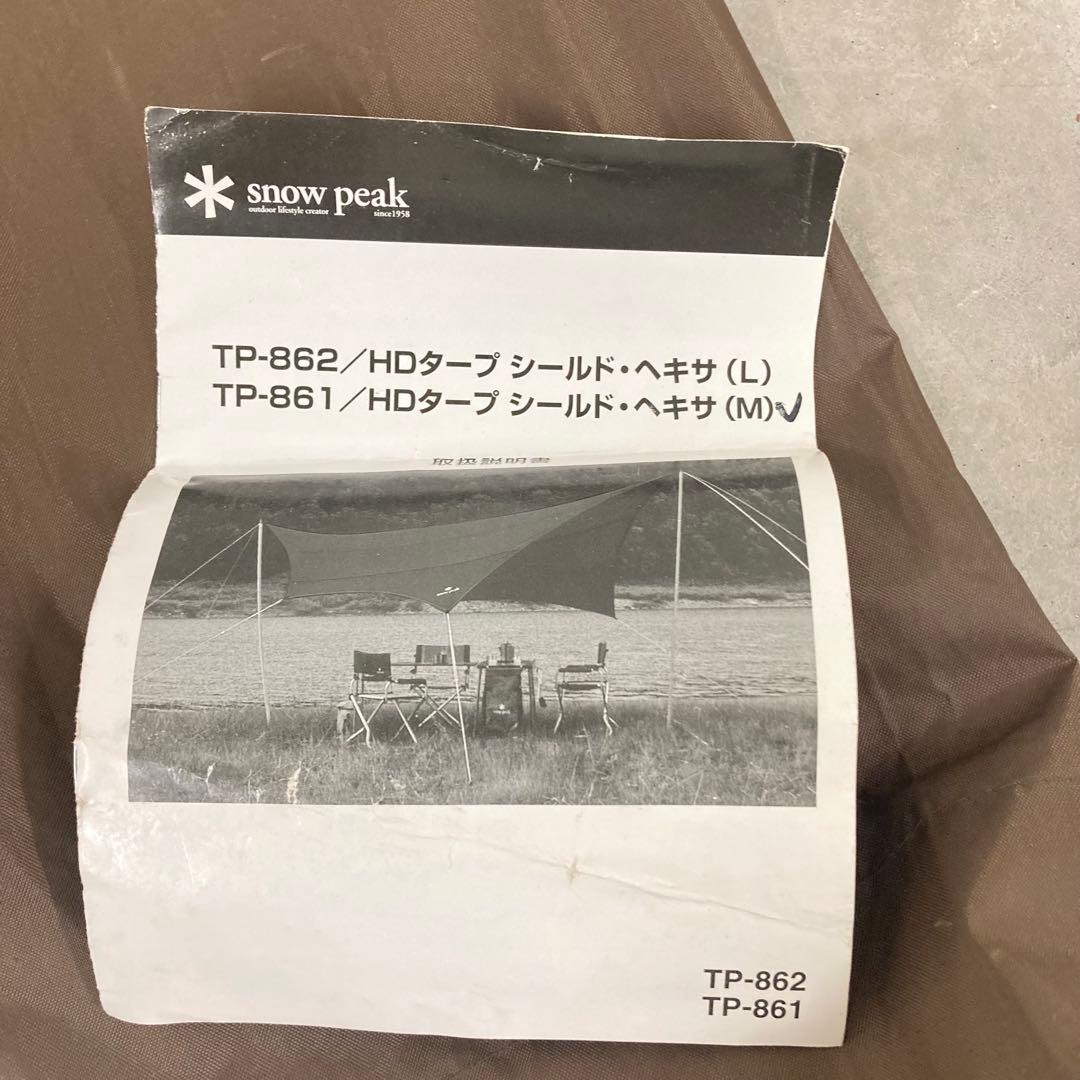 snow peak
outdoor lifestyle creator since1958
TP-862／HDタープ シールド・ヘキサ（L）
TP-861／HDタープ シールド・ヘキサ（M）✓
取扱説明書
TP-862
TP-861